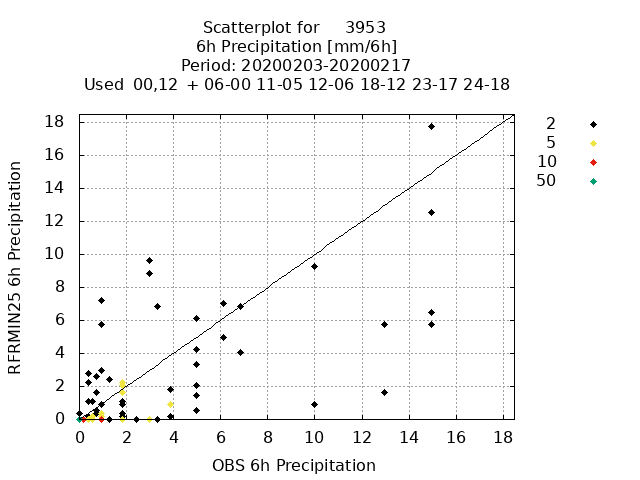 Scatterplot for 3953
6h Precipitation [mm/6h]
Period: 20200203-20200217
Used 00,12 + 06-00 11-05 12-06 18-12 23-17 24-18
2
5
10
50
RFRMIN25 6h Precipitation
18
16
14
12
10
8
6
4
2
0
0 2 4 6 8 10 12 14 16 18
OBS 6h Precipitation